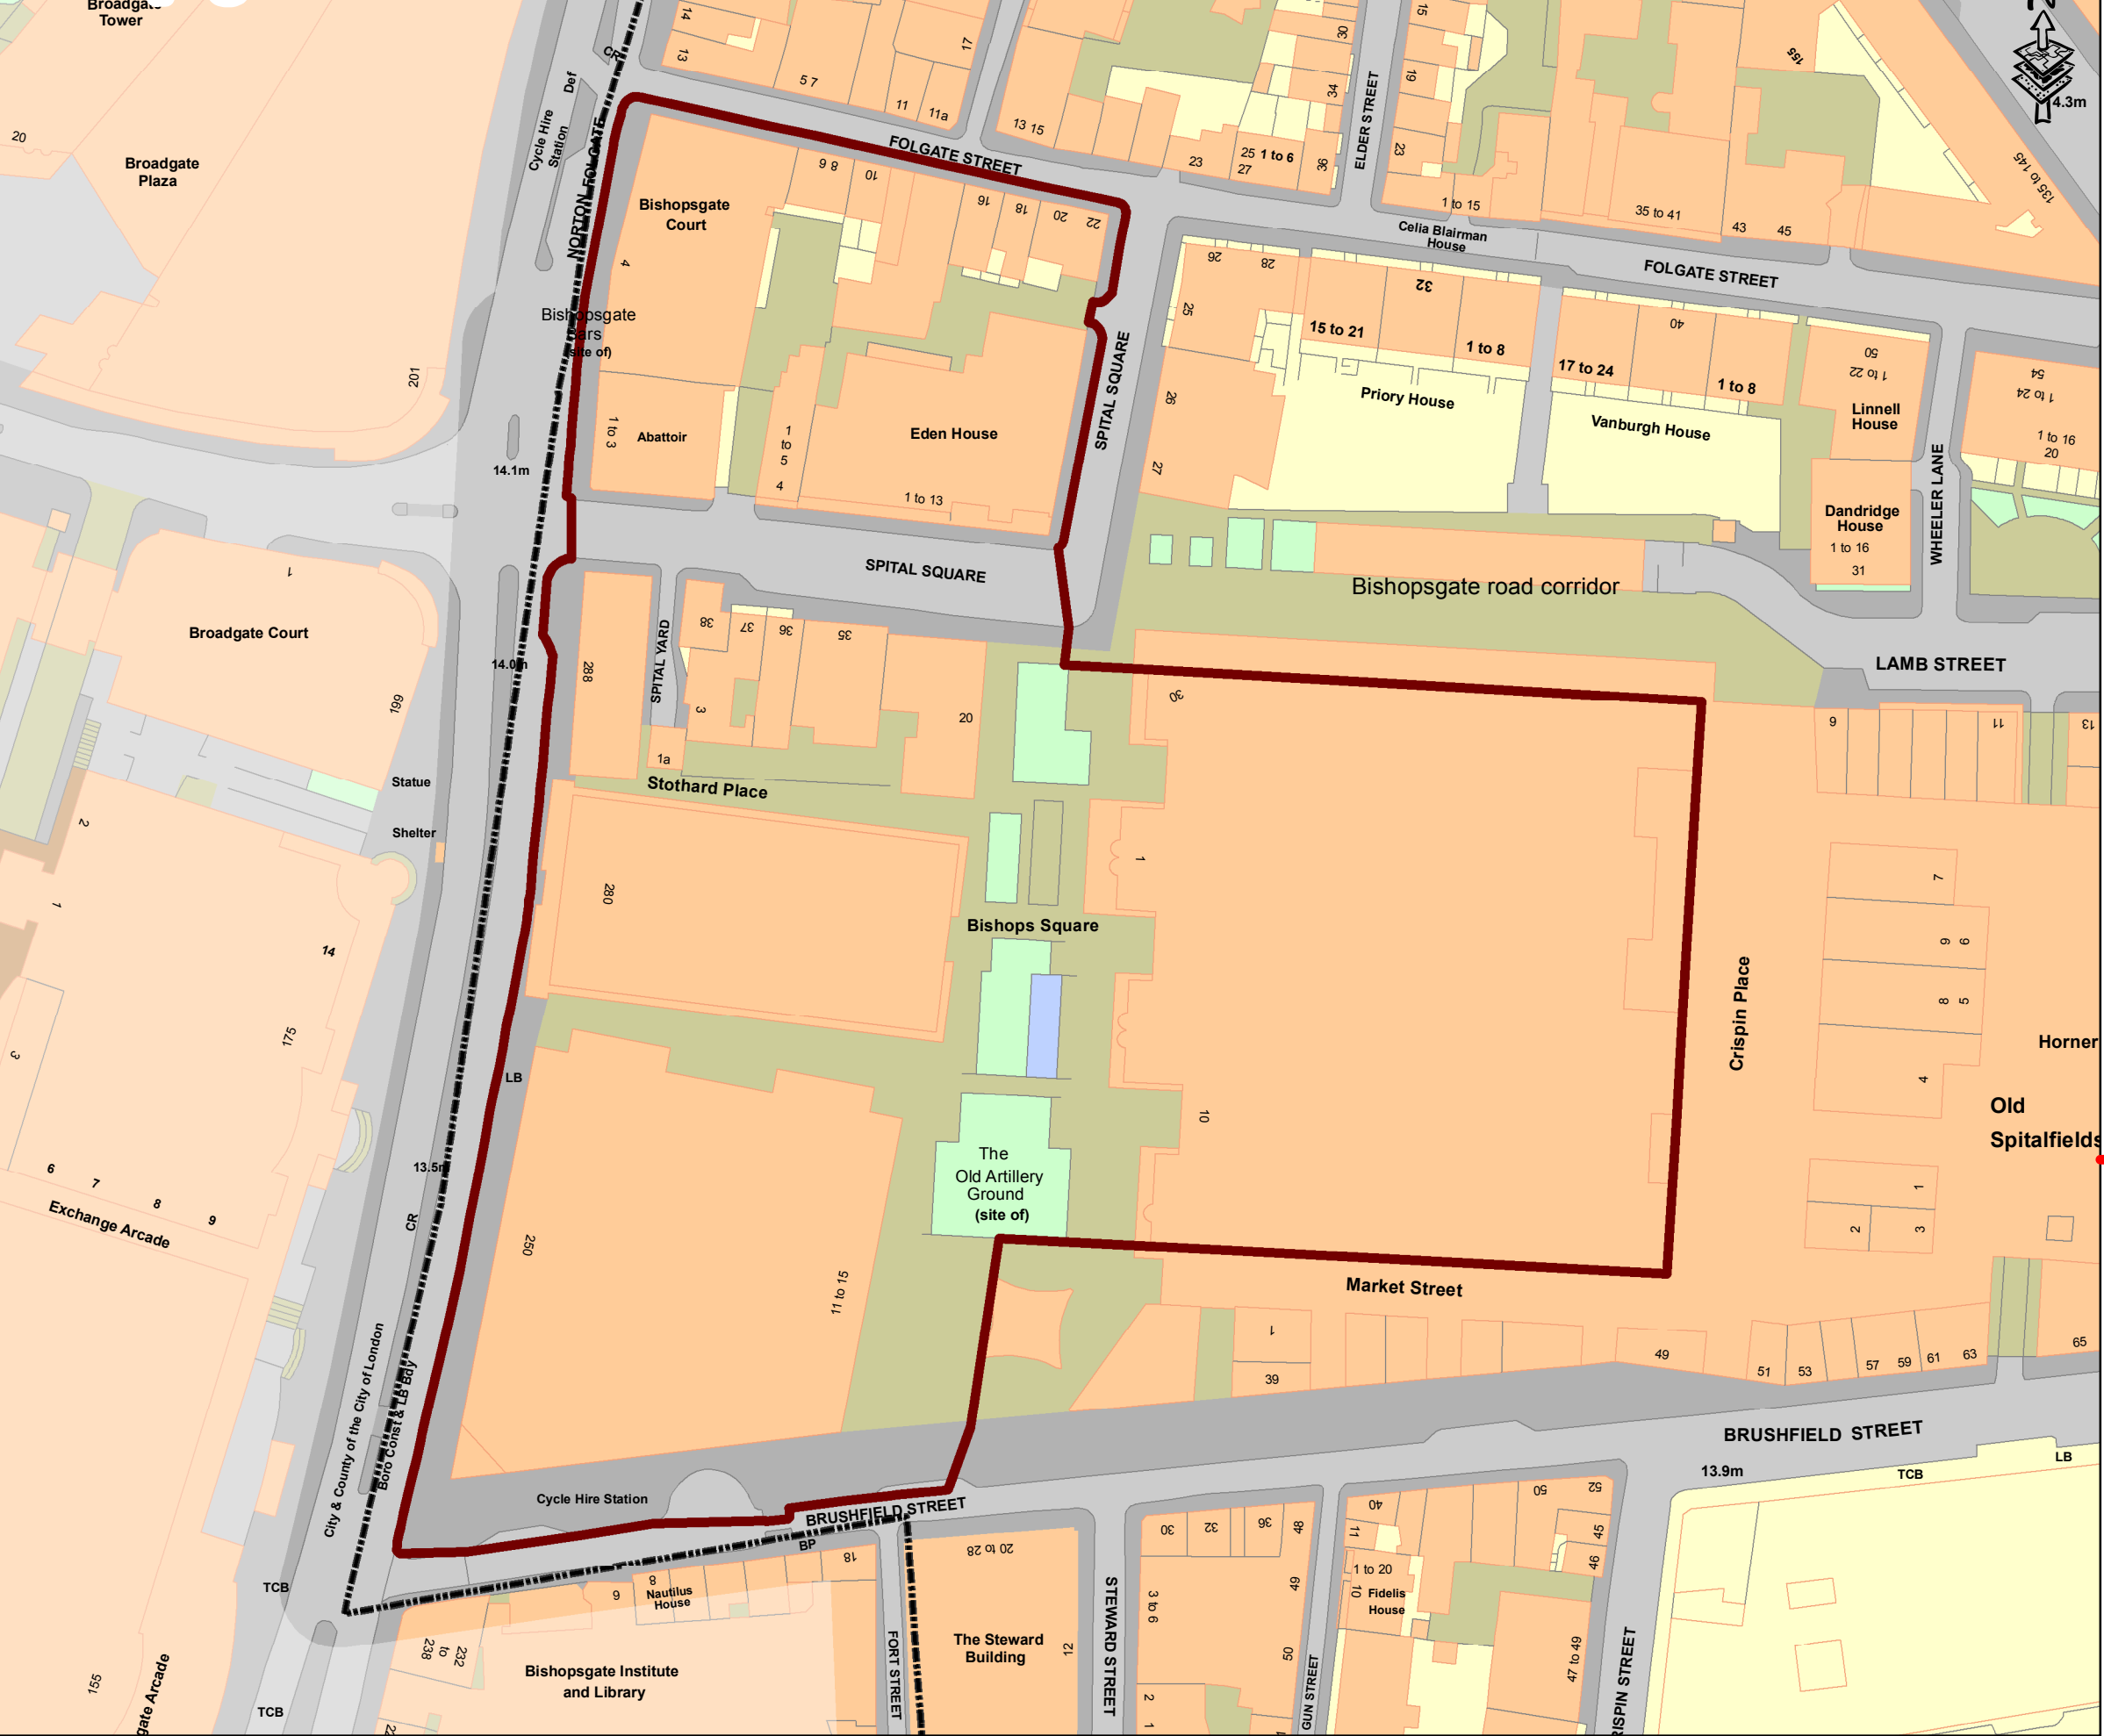 Broadgate
Tower
20
Broadgate
Plaza
201
Cycle Hire
Station
Def
CR
NORTON FOLGATE
14
13
5 7
11
11a
17
13 15
FOLGATE STREET
23
25
27
1 to 6
30
34
36
ELDER STREET
15
19
23
1 to 15
35 to 41
43
45
155
135 to 145
N
4.3m
Bishopsgate
Court
4
9 8
10
16
18
20
22
Celia Blairman
House
FOLGATE STREET
26
28
25
32
15 to 21
1 to 8
40
17 to 24
1 to 8
50
1 to 22
Linnell
House
54
1 to 24
1 to 16
20
Bishopsgate
Bars
(site of)
1 to 3
Abattoir
1
to
5
4
Eden House
1 to 13
SPITAL SQUARE
26
27
Priory House
Vanburgh House
Dandridge
House
1 to 16
31
WHEELER LANE
14.1m
SPITAL SQUARE
Bishopsgate road corridor
1
Broadgate Court
199
14.0m
288
SPITAL YARD
38
37
36
35
3
1a
20
30
LAMB STREET
6
11
13
Stothard Place
Statue
Shelter
2
1
14
175
3
280
1
Bishops Square
Crispin Place
7
9
6
8
5
4
Horner
Old
Spitalfields
LB
10
The
Old Artillery
Ground
(site of)
13.5m
CR
6
7
8
9
Exchange Arcade
250
11 to 15
1
2
3
Market Street
1
39
49
51
53
57
59
61
63
65
City & County of the City of London
Boro Const & LB Bdy
Cycle Hire Station
BRUSHFIELD STREET
BRUSHFIELD STREET
13.9m
TCB
LB
TCB
TCB
BP
18
8
6
Nautilus
House
232
to
238
Bishopsgate Institute
and Library
155
gate Arcade
FORT STREET
20 to 28
The Steward
Building
12
STEWARD STREET
30
32
36
48
3 to 6
49
50
2
1
GUN STREET
40
50
52
11
45
46
1 to 20
10
Fidelis
House
47 to 49
RISPIN STREET